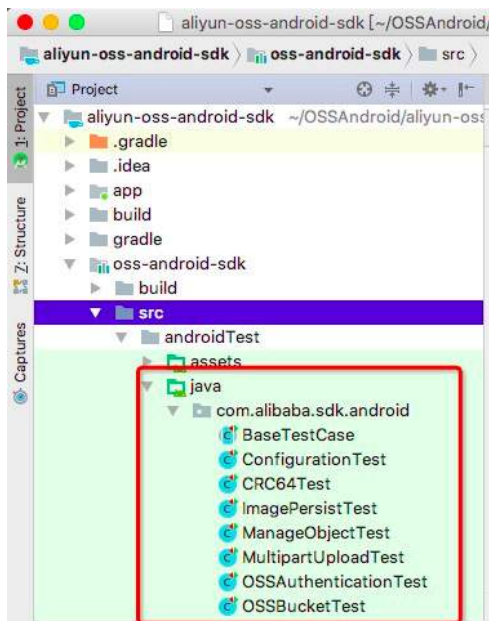 aliyun-oss-android-sdk [~/OSSAndroid/
aliyun-oss-android-sdk oss-android-sdk src
1: Project
Project
aliyun-oss-android-sdk ~/OSSAndroid/aliyun-oss
.gradle
.idea
app
build
gradle
Z: Structure
oss-android-sdk
build
src
androidTest
Captures
assets
java
com.alibaba.sdk.android
BaseTestCase
ConfigurationTest
CRC64Test
ImagePersistTest
ManageObjectTest
MultipartUploadTest
OSSAuthenticationTest
OSSBucketTest